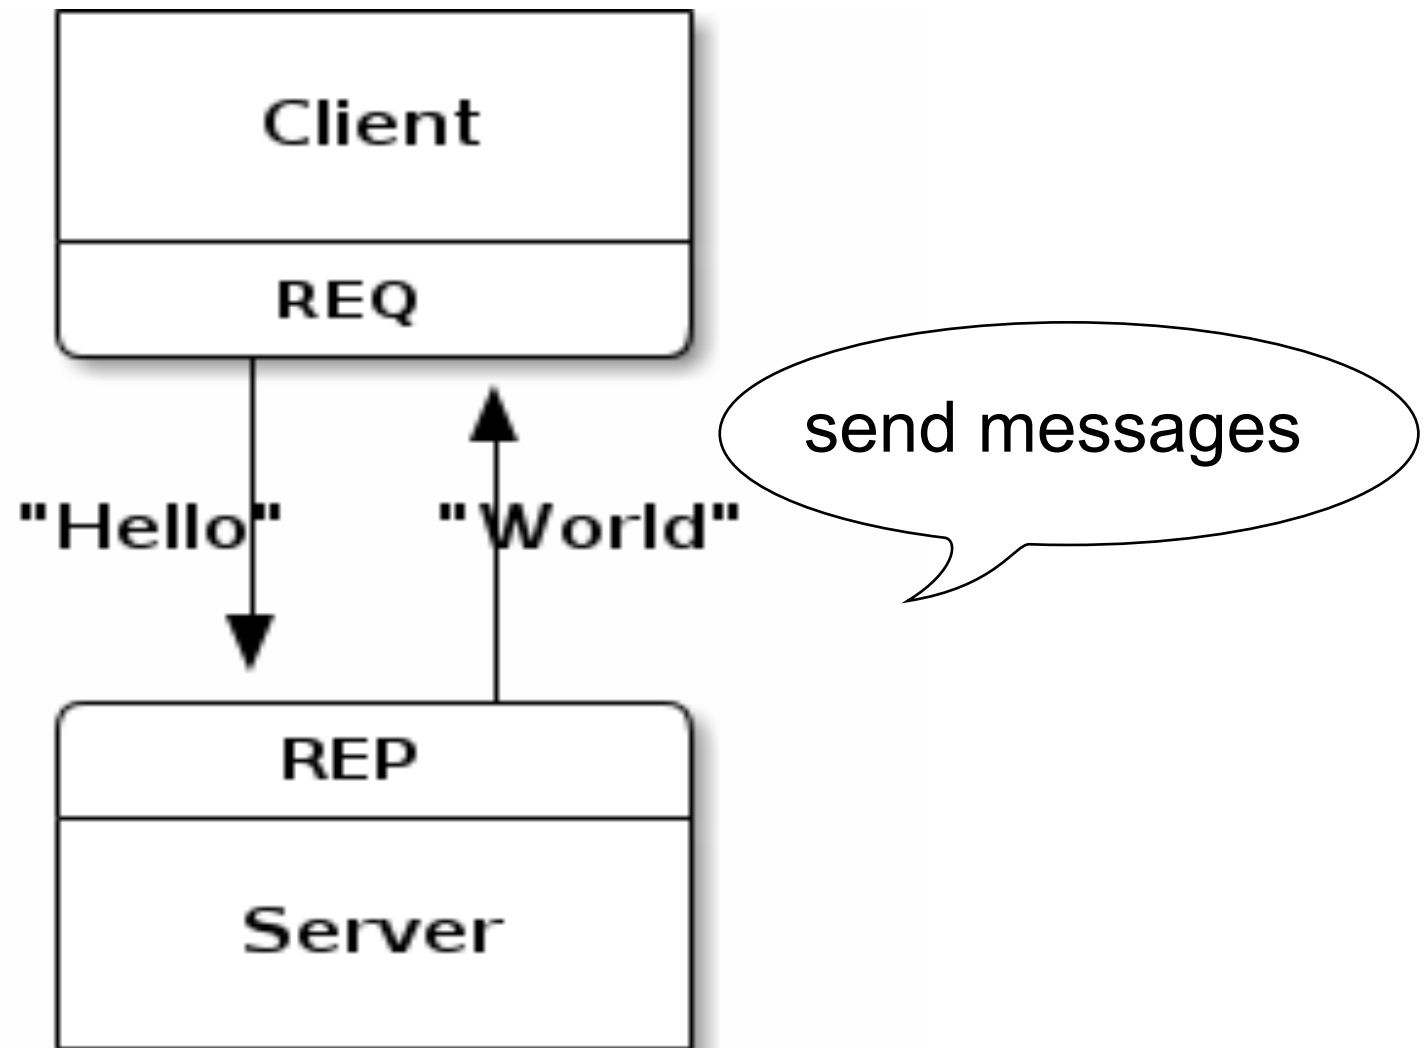 Client
REQ
send messages
"Hello"
"World"
REP
Server